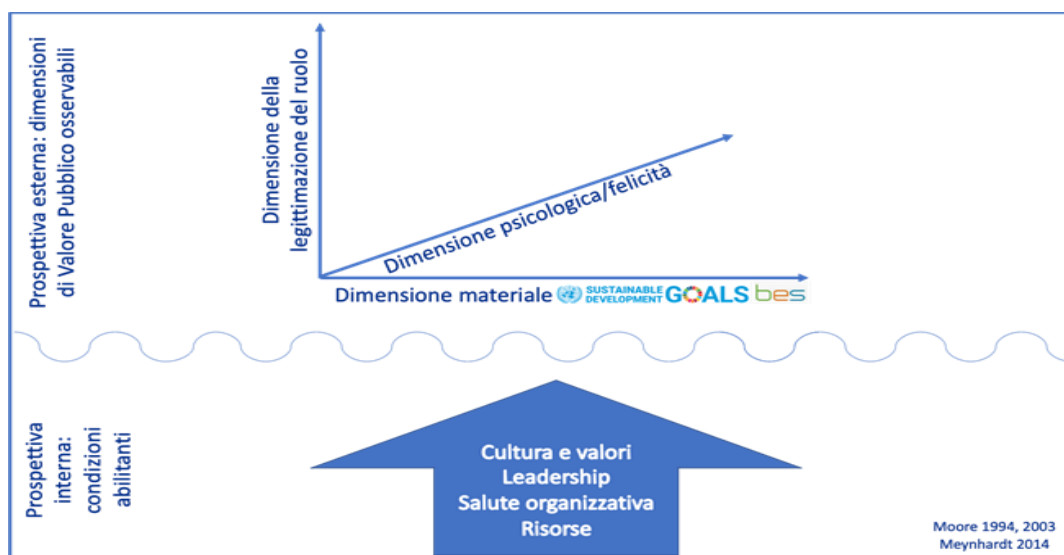 Prospettiva esterna: dimensioni
di Valore Pubblico osservabili
Dimensione della
legittimazione del ruolo
Dimensione psicologica/felicità
Dimensione materiale
SUSTAINABLE
DEVELOPMENT
GOALS
bes
Prospettiva
interna:
condizioni
abilitanti
Cultura e valori
Leadership
Salute organizzativa
Risorse
Moore 1994, 2003
Meynhardt 2014